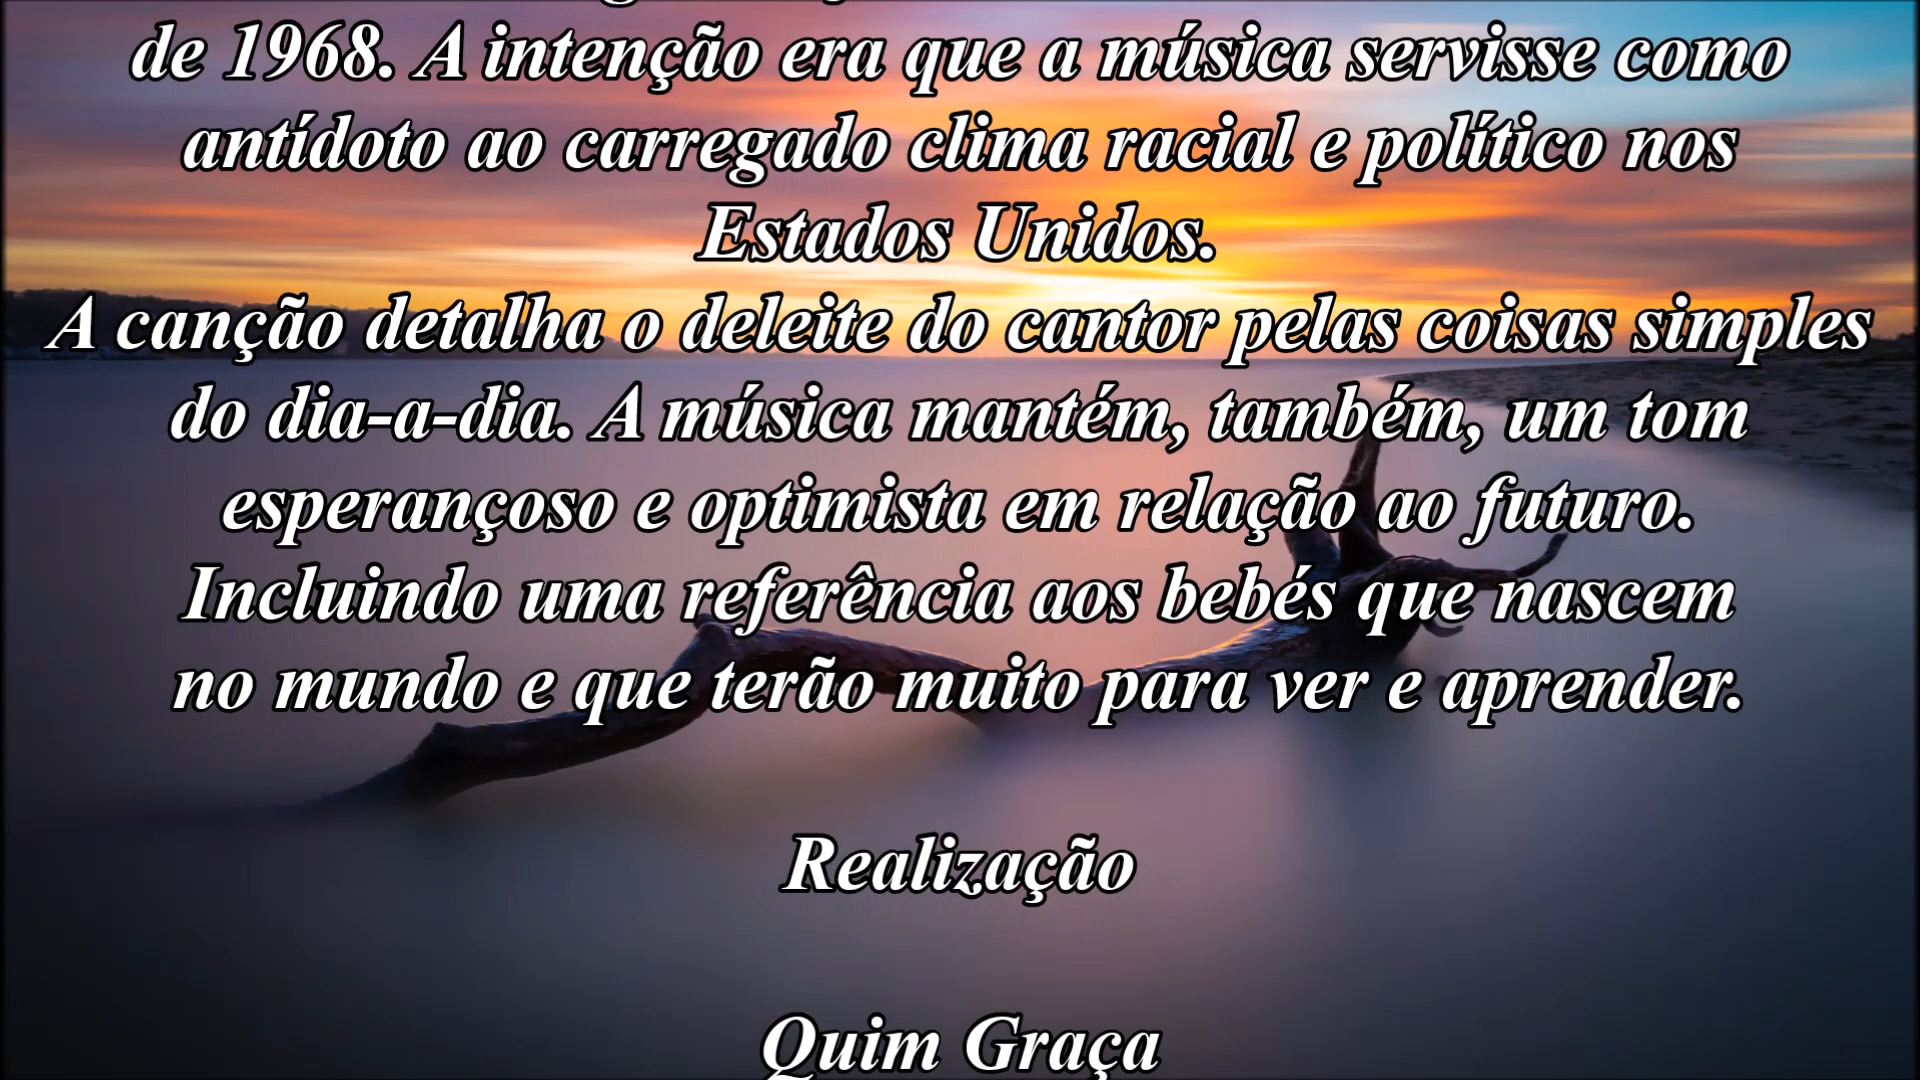 de 1968. A intenção era que a música servisse como
antídoto ao carregado clima racial e político nos
Estados Unidos.
A canção detalha o deleite do cantor pelas coisas simples
do dia-a-dia. A música mantém, também, um tom
esperançoso e optimista em relação ao futuro.
Incluindo uma referência aos bebés que nascem
no mundo e que terão muito para ver e aprender.
Realização
Quim Graça